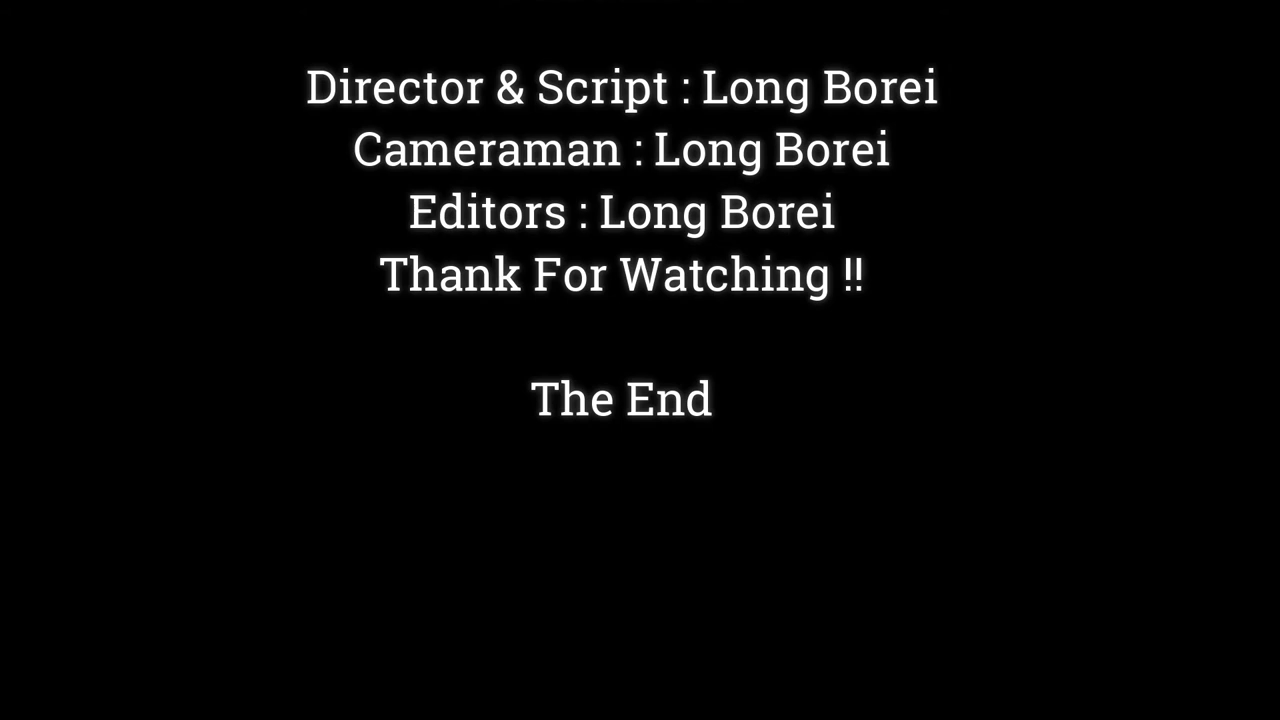 Director & Script : Long Borei
Cameraman : Long Borei
Editors : Long Borei
Thank For Watching !!
The End